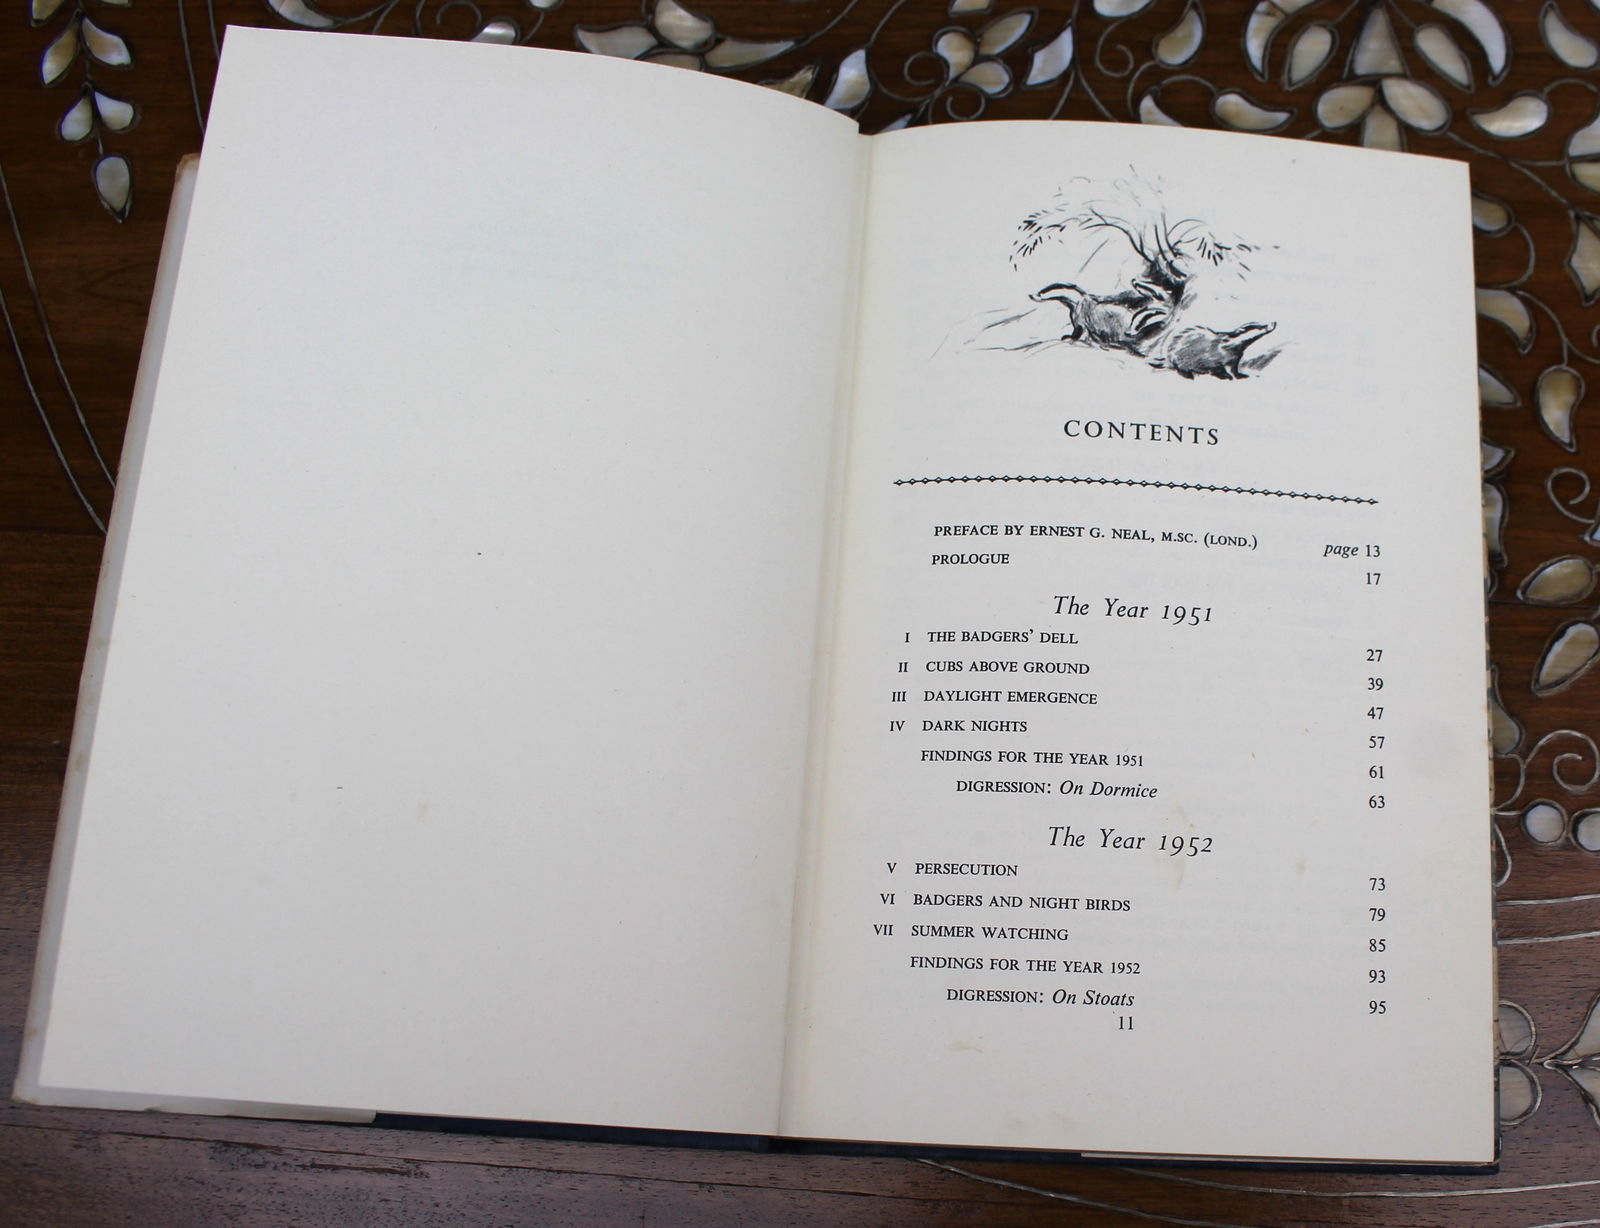 CONTENTS
PREFACE BY ERNEST G. NEAL, M.SC. (LOND.) page 13
PROLOGUE 17
The Year 1951
I THE BADGERS' DELL 27
II CUBS ABOVE GROUND 39
III DAYLIGHT EMERGENCE 47
IV DARK NIGHTS 57
FINDINGS FOR THE YEAR 1951 61
DIGRESSION: On Dormice 63
The Year 1952
V PERSECUTION 73
VI BADGERS AND NIGHT BIRDS 79
VII SUMMER WATCHING 85
FINDINGS FOR THE YEAR 1952 93
DIGRESSION: On Stoats 95
11